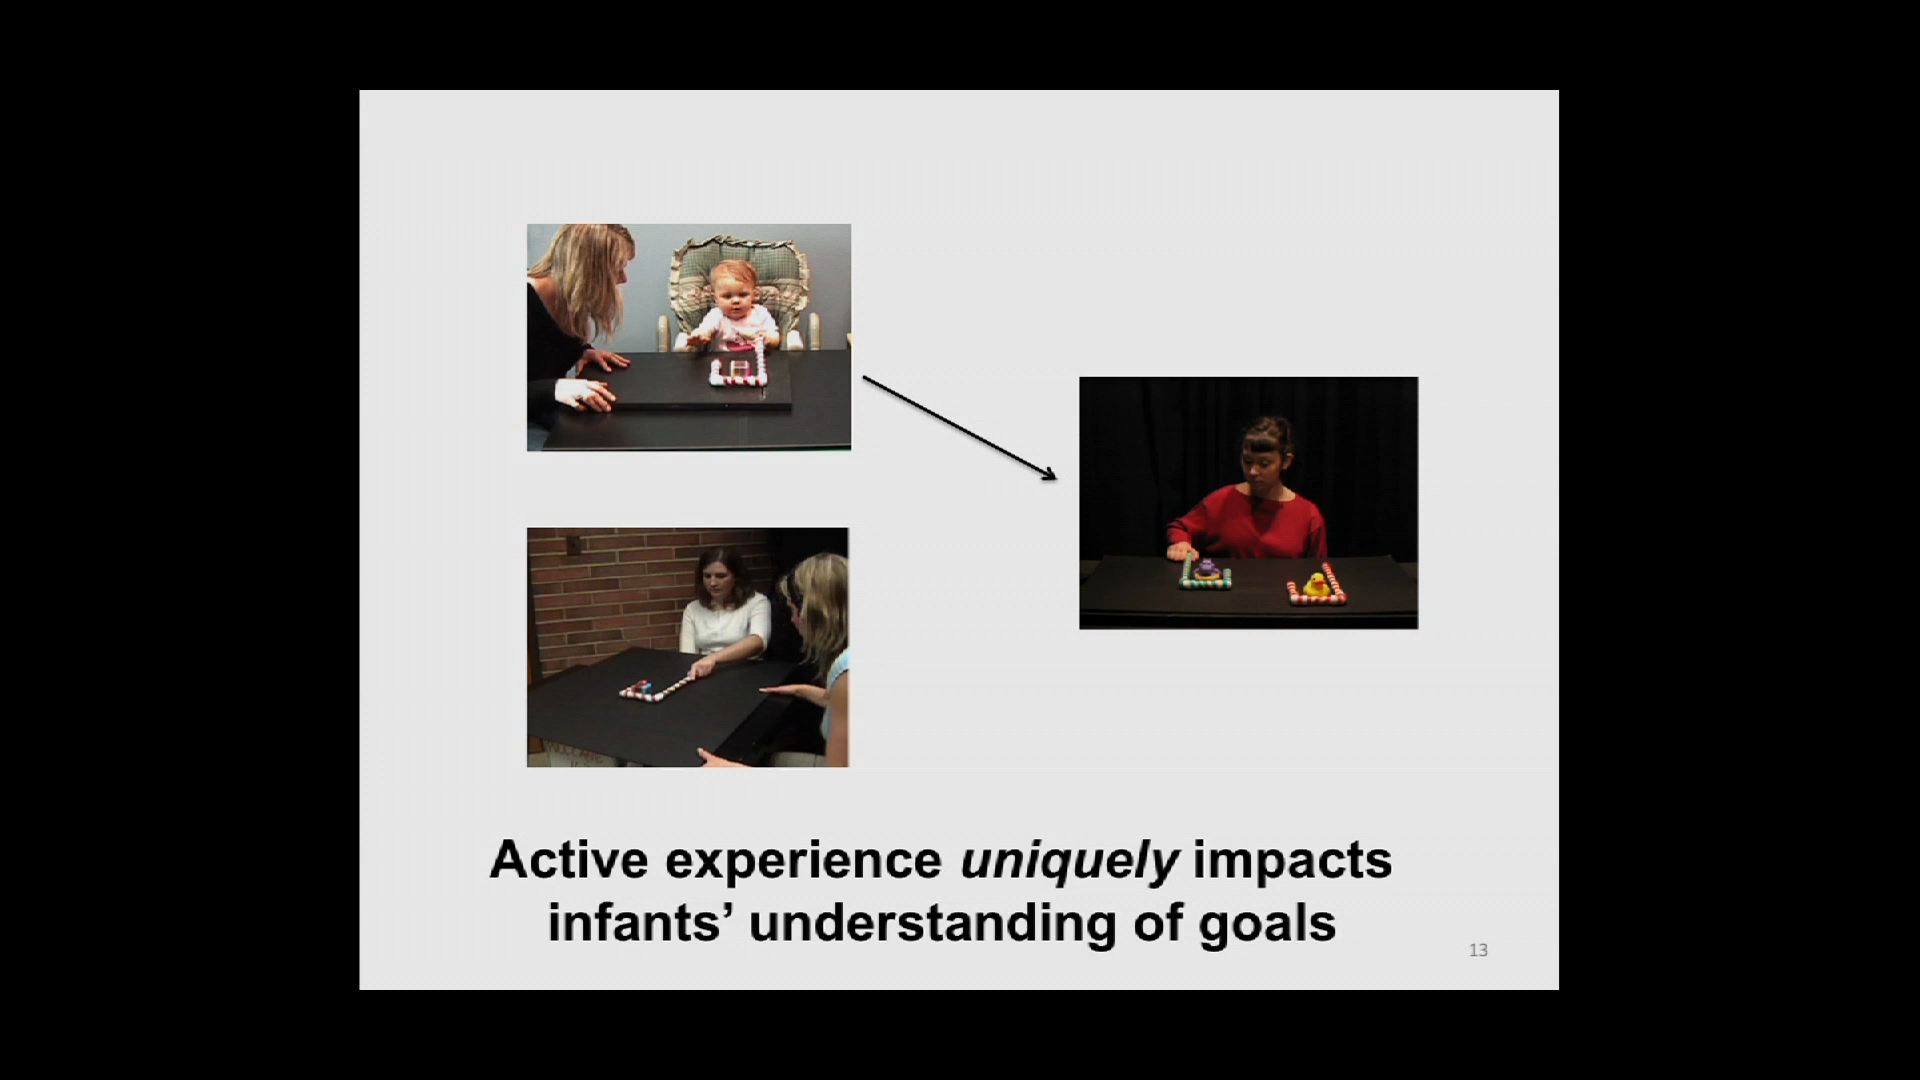 Active experience uniquely impacts
infants’ understanding of goals
13